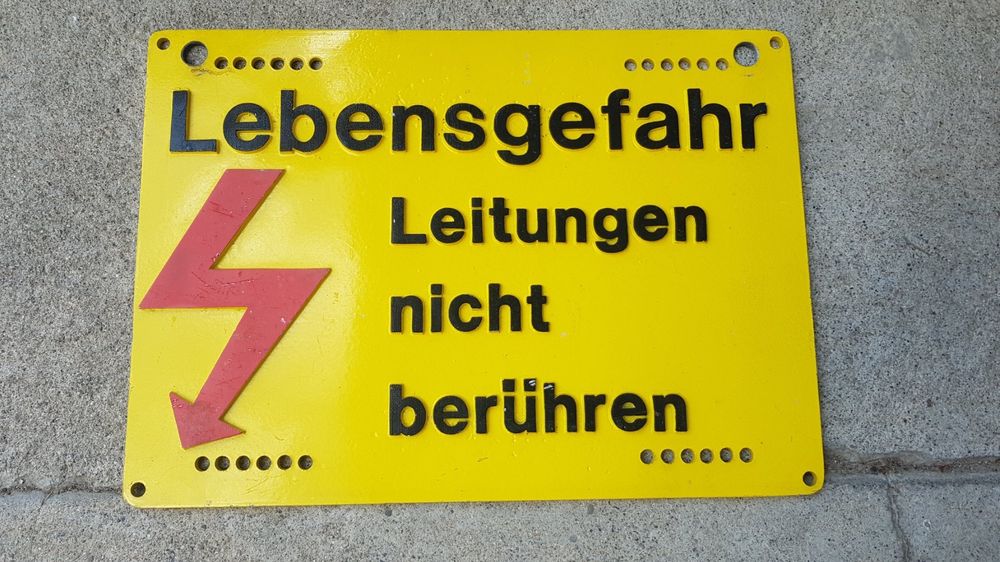 Lebensgefahr
Leitungen
nicht
berühren